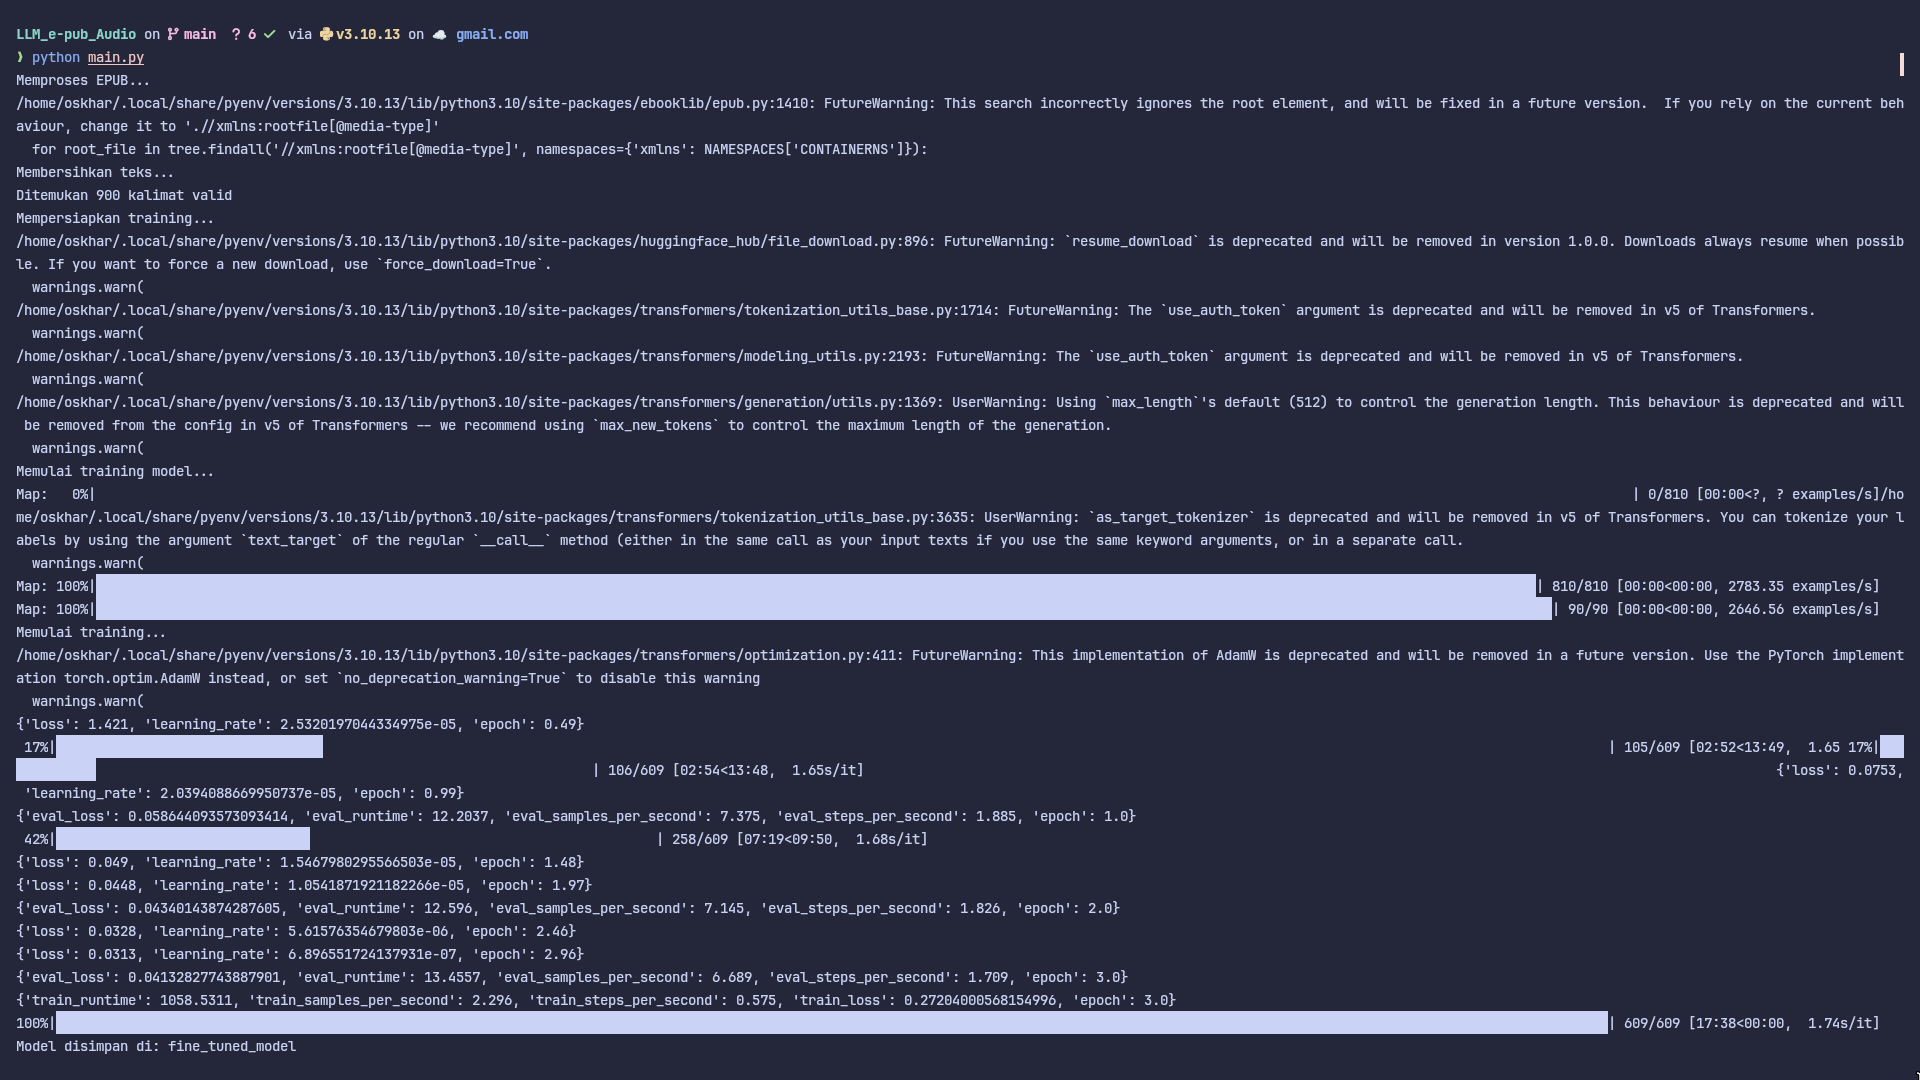 LLM_e-pub_Audio on main ? 6 ✓ via v3.10.13 on ☁ gmail.com
❱ python main.py
Memproses EPUB...
/home/oskhar/.local/share/pyenv/versions/3.10.13/lib/python3.10/site-packages/ebooklib/epub.py:1410: FutureWarning: This search incorrectly ignores the root element, and will be fixed in a future version.  If you rely on the current beh
aviour, change it to './/xmlns:rootfile[@media-type]'
  for root_file in tree.findall('//xmlns:rootfile[@media-type]', namespaces={'xmlns': NAMESPACES['CONTAINERNS']}):
Membersihkan teks...
Ditemukan 900 kalimat valid
Mempersiapkan training...
/home/oskhar/.local/share/pyenv/versions/3.10.13/lib/python3.10/site-packages/huggingface_hub/file_download.py:896: FutureWarning: `resume_download` is deprecated and will be removed in version 1.0.0. Downloads always resume when possib
le. If you want to force a new download, use `force_download=True`.
  warnings.warn(
/home/oskhar/.local/share/pyenv/versions/3.10.13/lib/python3.10/site-packages/transformers/tokenization_utils_base.py:1714: FutureWarning: The `use_auth_token` argument is deprecated and will be removed in v5 of Transformers.
  warnings.warn(
/home/oskhar/.local/share/pyenv/versions/3.10.13/lib/python3.10/site-packages/transformers/modeling_utils.py:2193: FutureWarning: The `use_auth_token` argument is deprecated and will be removed in v5 of Transformers.
  warnings.warn(
/home/oskhar/.local/share/pyenv/versions/3.10.13/lib/python3.10/site-packages/transformers/generation/utils.py:1369: UserWarning: Using `max_length`'s default (512) to control the generation length. This behaviour is deprecated and will
 be removed from the config in v5 of Transformers -- we recommend using `max_new_tokens` to control the maximum length of the generation.
  warnings.warn(
Memulai training model...
Map:   0%| | 0/810 [00:00<?, ? examples/s]/ho
me/oskhar/.local/share/pyenv/versions/3.10.13/lib/python3.10/site-packages/transformers/tokenization_utils_base.py:3635: UserWarning: `as_target_tokenizer` is deprecated and will be removed in v5 of Transformers. You can tokenize your l
abels by using the argument `text_target` of the regular `__call__` method (either in the same call as your input texts if you use the same keyword arguments, or in a separate call.
  warnings.warn(
Map: 100%| | 810/810 [00:00<00:00, 2783.35 examples/s]
Map: 100%| | 90/90 [00:00<00:00, 2646.56 examples/s]
Memulai training...
/home/oskhar/.local/share/pyenv/versions/3.10.13/lib/python3.10/site-packages/transformers/optimization.py:411: FutureWarning: This implementation of AdamW is deprecated and will be removed in a future version. Use the PyTorch implement
ation torch.optim.AdamW instead, or set `no_deprecation_warning=True` to disable this warning
  warnings.warn(
{'loss': 1.421, 'learning_rate': 2.5320197044334975e-05, 'epoch': 0.49}
 17%| | 105/609 [02:52<13:49,  1.65 17%|
| 106/609 [02:54<13:48,  1.65s/it] {'loss': 0.0753,
 'learning_rate': 2.0394088669950737e-05, 'epoch': 0.99}
{'eval_loss': 0.058644093573093414, 'eval_runtime': 12.2037, 'eval_samples_per_second': 7.375, 'eval_steps_per_second': 1.885, 'epoch': 1.0}
 42%| | 258/609 [07:19<09:50,  1.68s/it]
{'loss': 0.049, 'learning_rate': 1.5467980295566503e-05, 'epoch': 1.48}
{'loss': 0.0448, 'learning_rate': 1.0541871921182266e-05, 'epoch': 1.97}
{'eval_loss': 0.04340143874287605, 'eval_runtime': 12.596, 'eval_samples_per_second': 7.145, 'eval_steps_per_second': 1.826, 'epoch': 2.0}
{'loss': 0.0328, 'learning_rate': 5.61576354679803e-06, 'epoch': 2.46}
{'loss': 0.0313, 'learning_rate': 6.896551724137931e-07, 'epoch': 2.96}
{'eval_loss': 0.04132827743887901, 'eval_runtime': 13.4557, 'eval_samples_per_second': 6.689, 'eval_steps_per_second': 1.709, 'epoch': 3.0}
{'train_runtime': 1058.5311, 'train_samples_per_second': 2.296, 'train_steps_per_second': 0.575, 'train_loss': 0.27204000568154996, 'epoch': 3.0}
100%| | 609/609 [17:38<00:00,  1.74s/it]
Model disimpan di: fine_tuned_model